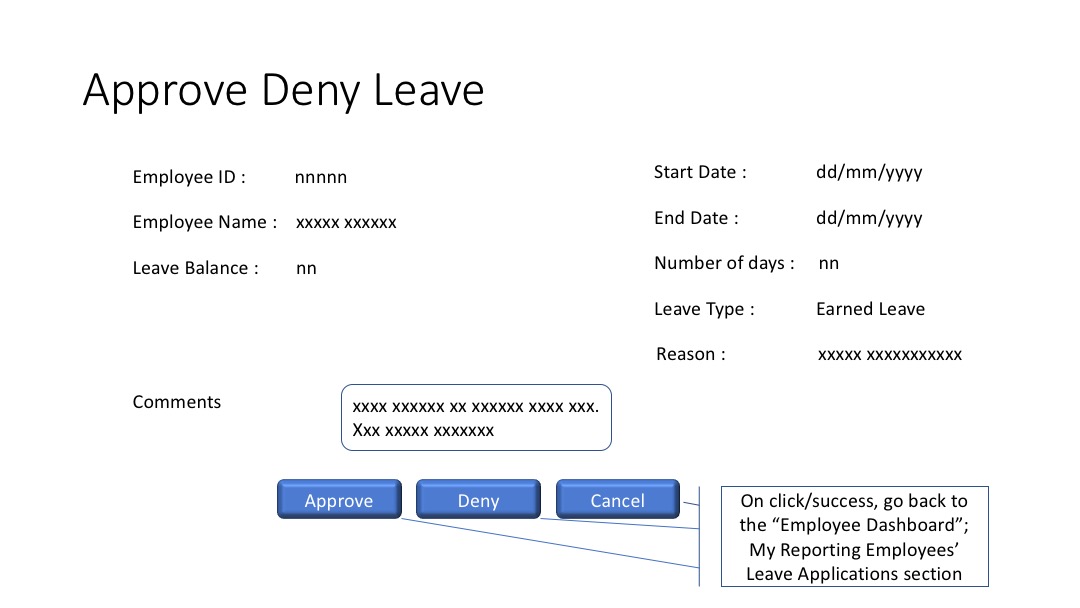 Approve Deny Leave
Employee ID : nnnnn
Employee Name : xxxxx xxxxxx
Leave Balance : nn
Start Date : dd/mm/yyyy
End Date : dd/mm/yyyy
Number of days : nn
Leave Type : Earned Leave
Reason : xxxxx xxxxxxxxxxx
Comments
xxxx xxxxxx xx xxxxxx xxxx xxx.
Xxx xxxxx xxxxxxx
Approve Deny Cancel
On click/success, go back to
the “Employee Dashboard”;
My Reporting Employees’
Leave Applications section